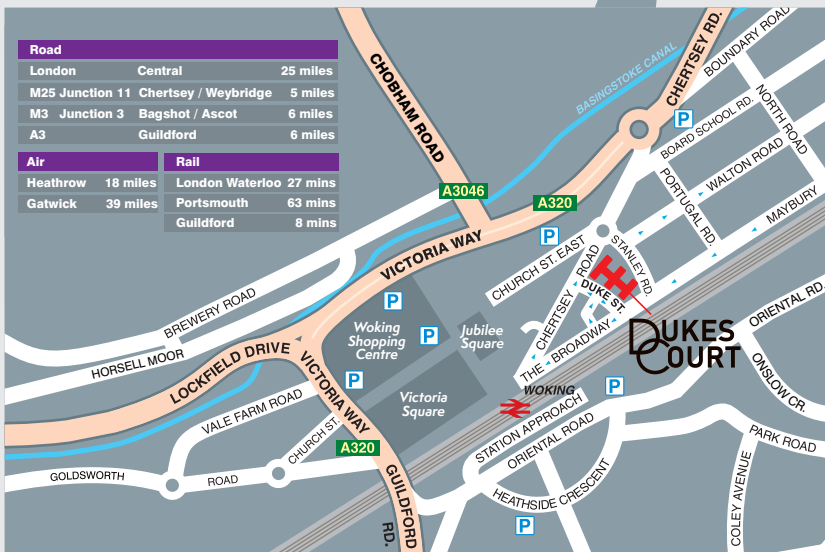 Road
London Central 25 miles
M25 Junction 11 Chertsey / Weybridge 5 miles
M3 Junction 3 Bagshot / Ascot 6 miles
A3 Guildford 6 miles
Air
Heathrow 18 miles
Gatwick 39 miles
Rail
London Waterloo 27 mins
Portsmouth 63 mins
Guildford 8 mins
CHOBHAM ROAD
BASINGSTOKE CANAL
CHERTSEY RD.
BOUNDARY ROAD
P
BOARD SCHOOL RD.
NORTH ROAD
WALTON ROAD
PORTUGAL RD.
MAYBURY
A3046
A320
VICTORIA WAY
P
CHURCH ST. EAST
STANLEY RD.
CHERTSEY ROAD
DUKE ST.
THE BROADWAY
DUKES
COURT
ORIENTAL RD.
ONSLOW CR.
BREWERY ROAD
HORSELL MOOR
LOCKFIELD DRIVE
P
Woking
Shopping
Centre
P
Jubilee
Square
VICTORIA WAY
P
Victoria
Square
WOKING
P
STATION APPROACH
ORIENTAL ROAD
VALE FARM ROAD
CHURCH ST.
A320
GOLDSWORTH
ROAD
GUILDFORD
RD.
HEATHSIDE CRESCENT
P
PARK ROAD
COLEY AVENUE